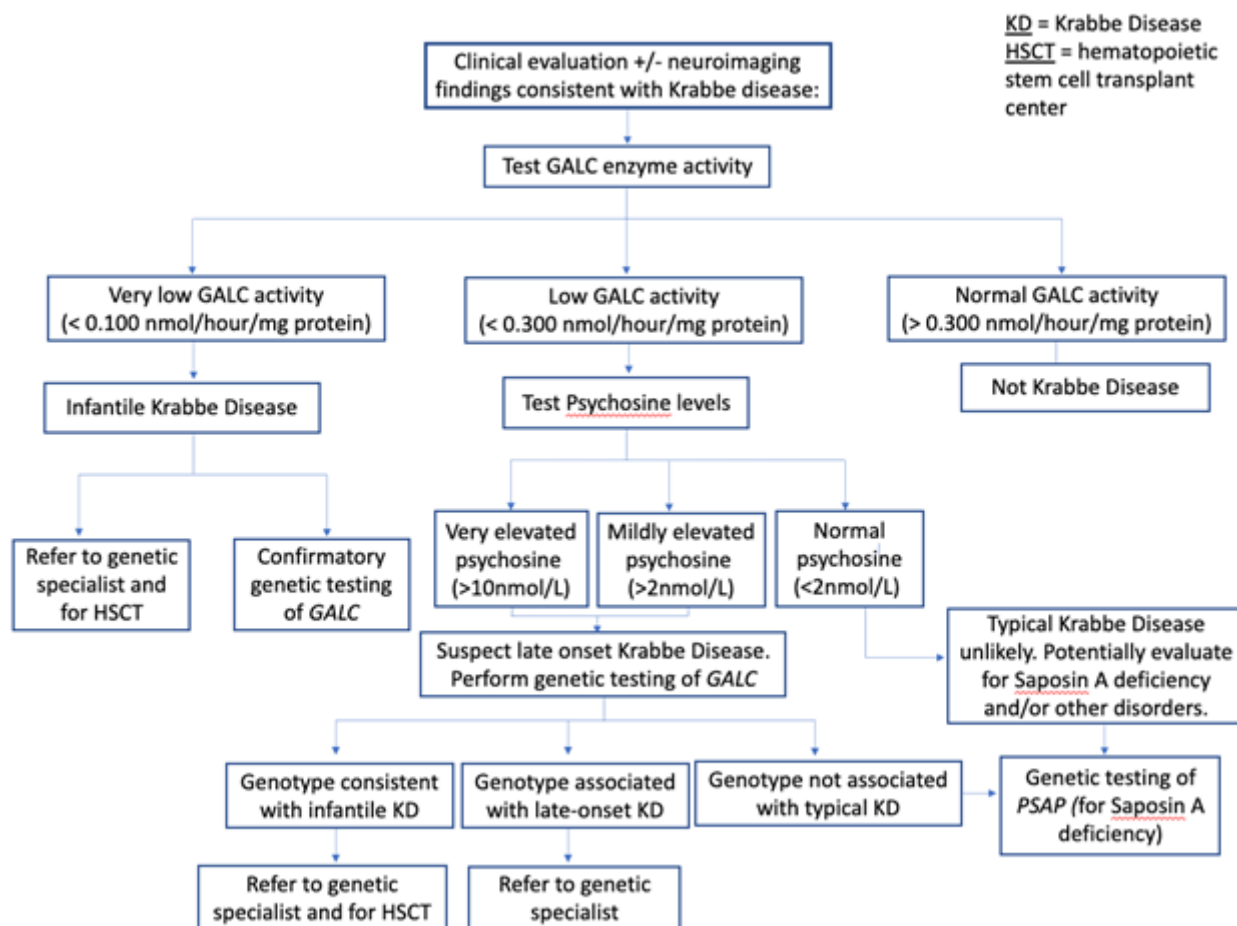 KD = Krabbe Disease
HSCT = hematopoietic
stem cell transplant
center
Clinical evaluation +/- neuroimaging
findings consistent with Krabbe disease:
Test GALC enzyme activity
Very low GALC activity
(< 0.100 nmol/hour/mg protein)
Low GALC activity
(< 0.300 nmol/hour/mg protein)
Normal GALC activity
(> 0.300 nmol/hour/mg protein)
Infantile Krabbe Disease
Test Psychosine levels
Not Krabbe Disease
Refer to genetic
specialist and
for HSCT
Confirmatory
genetic testing
of GALC
Very elevated
psychosine
(>10nmol/L)
Mildly elevated
psychosine
(>2nmol/L)
Normal
psychosine
(<2nmol/L)
Suspect late onset Krabbe Disease.
Perform genetic testing of GALC
Typical Krabbe Disease
unlikely. Potentially evaluate
for Saposin A deficiency
and/or other disorders.
Genotype consistent
with infantile KD
Genotype associated
with late-onset KD
Genotype not associated
with typical KD
Genetic testing of
PSAP (for Saposin A
deficiency)
Refer to genetic
specialist and for HSCT
Refer to genetic
specialist